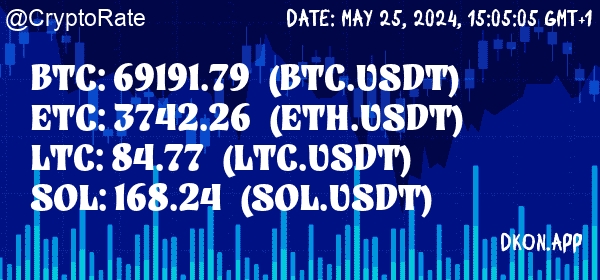 @CryptoRate
DATE: MAY 25, 2024, 15:05:05 GMT+1
BTC: 69191.79 (BTC.USDT)
ETC: 3742.26 (ETH.USDT)
LTC: 84.77 (LTC.USDT)
SOL: 168.24 (SOL.USDT)
DKON.APP